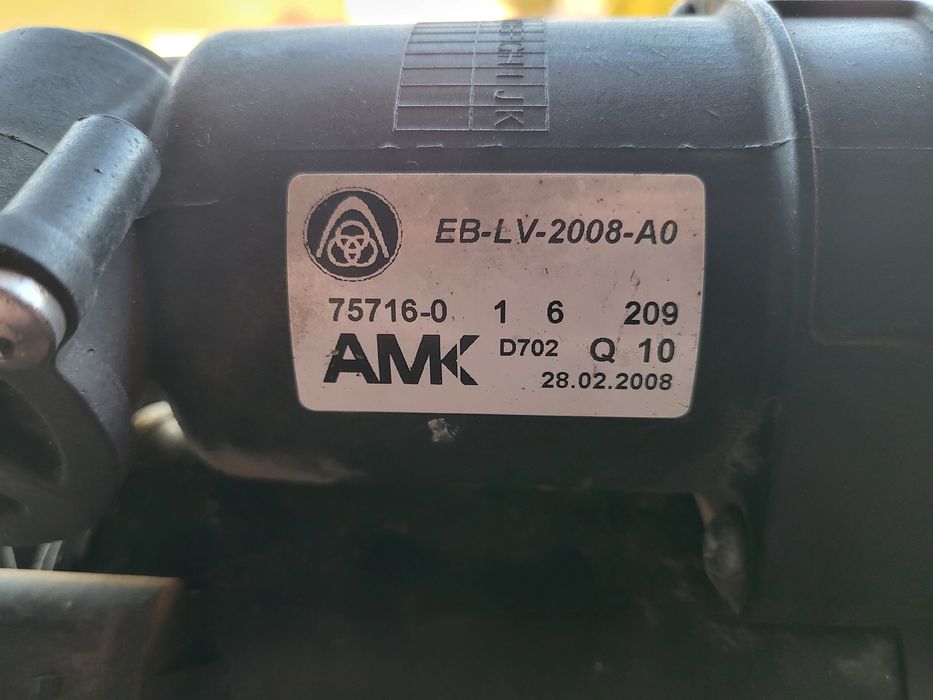 G H I J K
EB-LV-2008-A0
75716-0 1 6 209
AMK D702 Q 10
28.02.2008